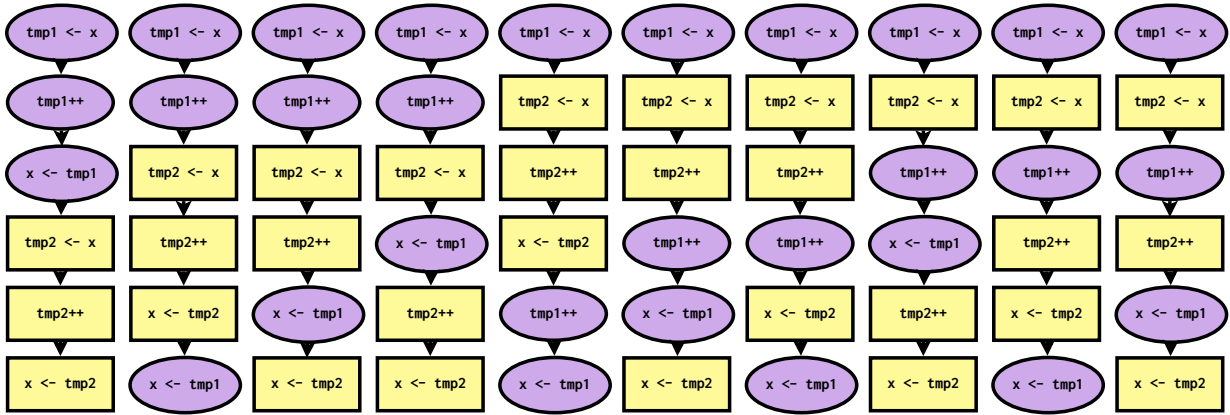 tmp1 <- x tmp1 <- x tmp1 <- x tmp1 <- x tmp1 <- x tmp1 <- x tmp1 <- x tmp1 <- x tmp1 <- x tmp1 <- x
tmp1++ tmp1++ tmp1++ tmp1++ tmp2 <- x tmp2 <- x tmp2 <- x tmp2 <- x tmp2 <- x tmp2 <- x
x <- tmp1 tmp2 <- x tmp2 <- x tmp2 <- x tmp2++ tmp2++ tmp2++ tmp1++ tmp1++ tmp1++
tmp2 <- x tmp2++ tmp2++ x <- tmp1 x <- tmp2 tmp1++ tmp1++ x <- tmp1 tmp2++ tmp2++
tmp2++ x <- tmp2 x <- tmp1 tmp2++ tmp1++ x <- tmp1 x <- tmp2 tmp2++ x <- tmp2 x <- tmp1
x <- tmp2 x <- tmp1 x <- tmp2 x <- tmp2 x <- tmp1 x <- tmp2 x <- tmp1 x <- tmp2 x <- tmp1 x <- tmp2